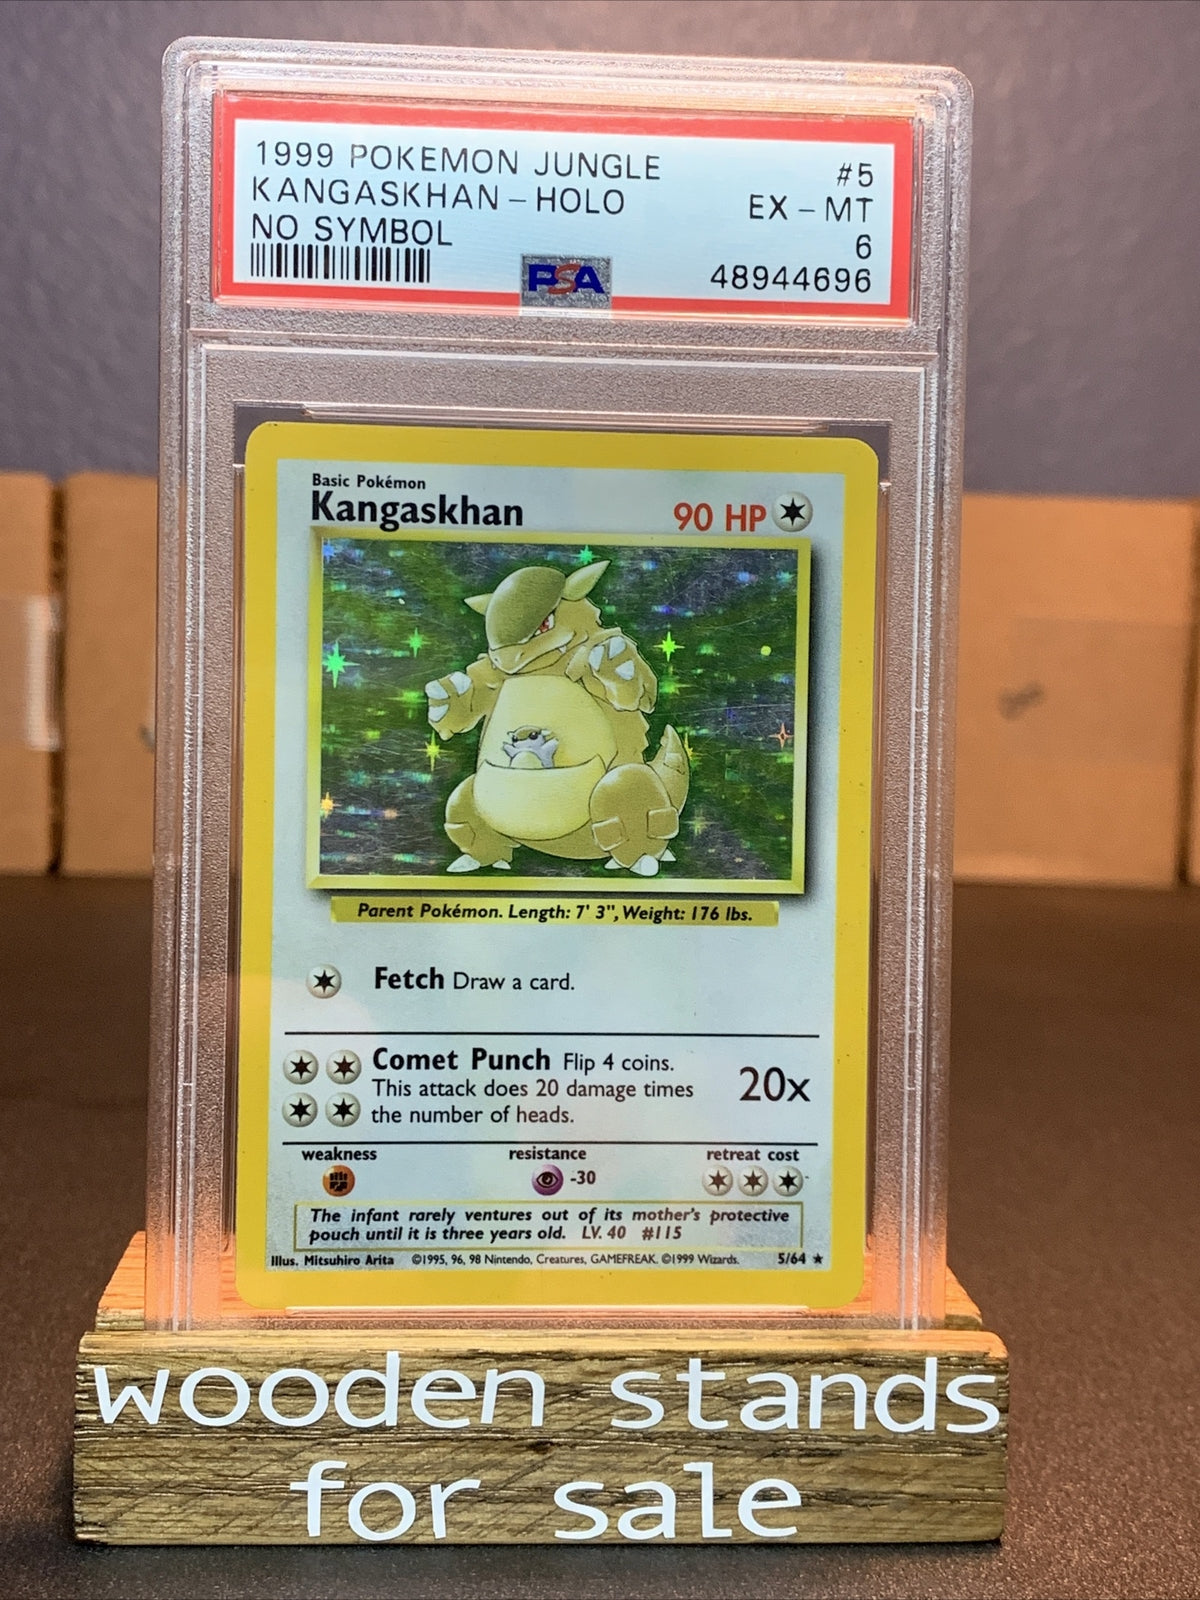 1999 POKEMON JUNGLE #5
KANGASKHAN - HOLO EX - MT
NO SYMBOL 6
PSA 48944696
Basic Pokémon
Kangaskhan 90 HP
Parent Pokémon. Length: 7' 3", Weight: 176 lbs.
Fetch Draw a card.
Comet Punch Flip 4 coins.
This attack does 20 damage times
the number of heads.
20x
weakness resistance retreat cost
-30
The infant rarely ventures out of its mother's protective
pouch until it is three years old. LV. 40 #115
Illus. Mitsuhiro Arita ©1995, 96, 98 Nintendo, Creatures, GAMEFREAK. ©1999 Wizards. 5/64 ★
wooden stands
for sale